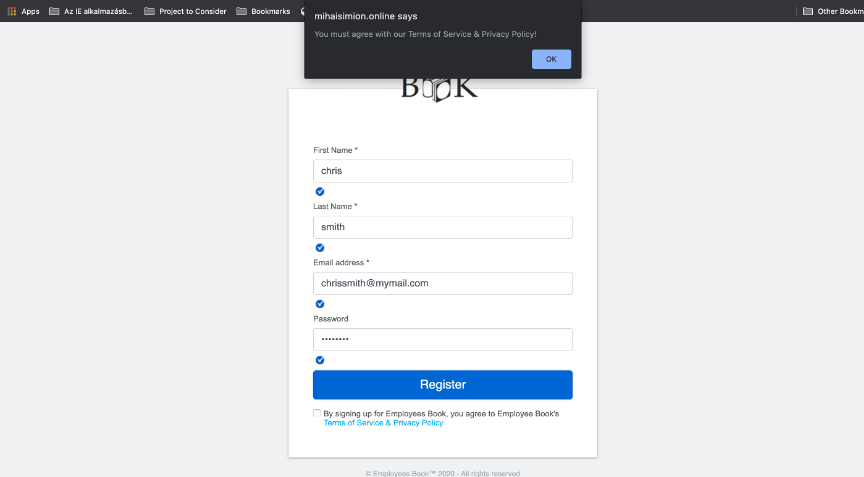 Apps
Az IE alkalmazásb...
Project to Consider
Bookmarks
Other Bookm
mihaisimion.online says
You must agree with our Terms of Service & Privacy Policy!
OK
BOOK
First Name *
chris
Last Name *
smith
Email address *
chrissmith@mymail.com
Password
••••••••
Register
By signing up for Employees Book, you agree to Employee Book's
Terms of Service & Privacy Policy
© Employees Book™ 2020 - All rights reserved